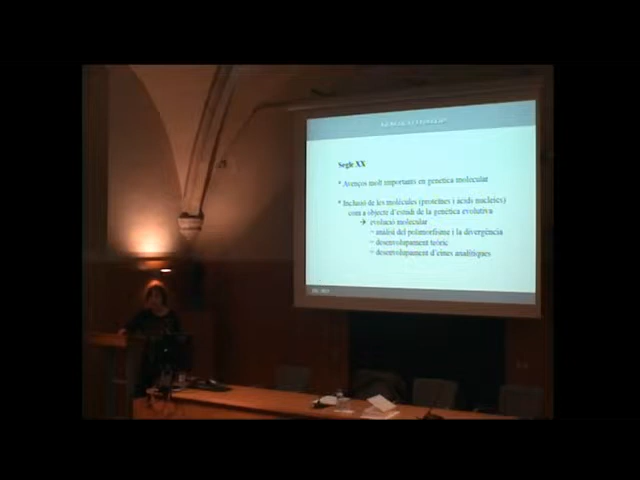 Segle XX
* Avenços molt importants en genètica molecular
* Inclusió de les molècules (proteïnes i àcids nucleics)
com a objecte d'estudi de la genètica evolutiva
→ evolució molecular
− anàlisi del polimorfisme i la divergència
− desenvolupament teòric
− desenvolupament d'eines analítiques